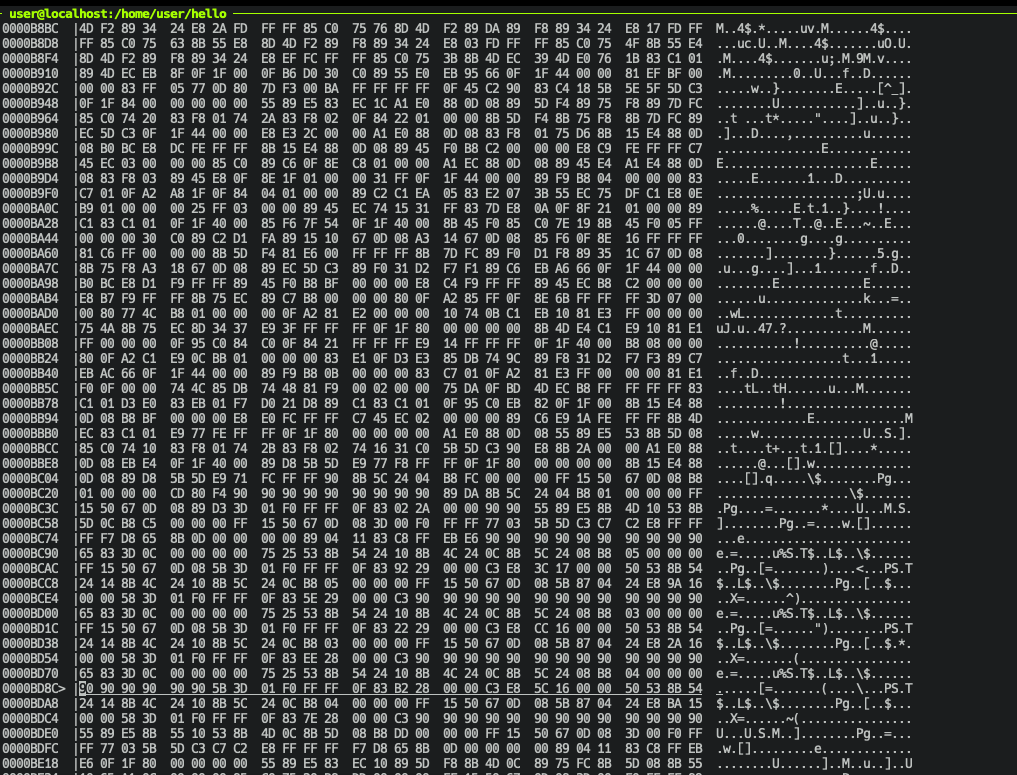 user@localhost:/home/user/hello
0000B8BC |4D F2 89 34 24 E8 2A FD FF FF 85 C0 75 76 8D 4D F2 89 DA 89 F8 89 34 24 E8 17 FD FF M..4$.*.....uv.M......4$....
0000B8D8 |FF 85 C0 75 63 8B 55 E8 8D 4D F2 89 F8 89 34 24 E8 03 FD FF FF 85 C0 75 4F 8B 55 E4 ...uc.U..M....4$.......uO.U.
0000B8F4 |8D 4D F2 89 F8 89 34 24 E8 EF FC FF FF 85 C0 75 3B 8B 4D EC 39 4D E0 76 1B 83 C1 01 .M....4$.......u;.M.9M.v....
0000B910 |89 4D EC EB 8F 0F 1F 00 0F B6 D0 30 C0 89 55 E0 EB 95 66 0F 1F 44 00 00 81 EF BF 00 .M.........0..U...f..D......
0000B92C |00 00 83 FF 05 77 0D 80 7D F3 00 BA FF FF FF FF 0F 45 C2 90 83 C4 18 5B 5E 5F 5D C3 .....w..}........E.....[^_].
0000B948 |0F 1F 84 00 00 00 00 00 55 89 E5 83 EC 1C A1 E0 88 0D 08 89 5D F4 89 75 F8 89 7D FC ........U...........]..u..}.
0000B964 |85 C0 74 20 83 F8 01 74 2A 83 F8 02 0F 84 22 01 00 00 8B 5D F4 8B 75 F8 8B 7D FC 89 ..t ...t*....."....]..u..}..
0000B980 |EC 5D C3 0F 1F 44 00 00 E8 E3 2C 00 00 A1 E0 88 0D 08 83 F8 01 75 D6 8B 15 E4 88 0D .]...D....,..........u......
0000B99C |08 B0 BC E8 DC FE FF FF 8B 15 E4 88 0D 08 89 45 F0 B8 C2 00 00 00 E8 C9 FE FF FF C7 ...............E............
0000B9B8 |45 EC 03 00 00 00 85 C0 89 C6 0F 8E C8 01 00 00 A1 EC 88 0D 08 89 45 E4 A1 E4 88 0D E.....................E.....
0000B9D4 |08 83 F8 03 89 45 E8 0F 8E 1F 01 00 00 31 FF 0F 1F 44 00 00 89 F9 B8 04 00 00 00 83 .....E.......1...D..........
0000B9F0 |C7 01 0F A2 A8 1F 0F 84 04 01 00 00 89 C2 C1 EA 05 83 E2 07 3B 55 EC 75 DF C1 E8 0E ....................;U.u....
0000BA0C |B9 01 00 00 00 25 FF 03 00 00 89 45 EC 74 15 31 FF 83 7D E8 0A 0F 8F 21 01 00 00 89 .....%.....E.t.1..}....!....
0000BA28 |C1 83 C1 01 0F 1F 40 00 85 F6 7F 54 0F 1F 40 00 8B 45 F0 85 C0 7E 19 8B 45 F0 05 FF ......@....T..@..E...~..E...
0000BA44 |00 00 00 30 C0 89 C2 D1 FA 89 15 10 67 0D 08 A3 14 67 0D 08 85 F6 0F 8E 16 FF FF FF ...0........g....g..........
0000BA60 |81 C6 FF 00 00 00 8B 5D F4 81 E6 00 FF FF FF 8B 7D FC 89 F0 D1 F8 89 35 1C 67 0D 08 .......]........}......5.g..
0000BA7C |8B 75 F8 A3 18 67 0D 08 89 EC 5D C3 89 F0 31 D2 F7 F1 89 C6 EB A6 66 0F 1F 44 00 00 .u...g....]...1.......f..D..
0000BA98 |B0 BC E8 D1 F9 FF FF 89 45 F0 B8 BF 00 00 00 E8 C4 F9 FF FF 89 45 EC B8 C2 00 00 00 ........E............E......
0000BAB4 |E8 B7 F9 FF FF 8B 75 EC 89 C7 B8 00 00 00 80 0F A2 85 FF 0F 8E 6B FF FF FF 3D 07 00 ......u..............k...=..
0000BAD0 |00 80 77 4C B8 01 00 00 00 0F A2 81 E2 00 00 00 10 74 0B C1 EB 10 81 E3 FF 00 00 00 ..wL.............t..........
0000BAEC |75 4A 8B 75 EC 8D 34 37 E9 3F FF FF FF 0F 1F 80 00 00 00 00 8B 4D E4 C1 E9 10 81 E1 uJ.u..47.?...........M......
0000BB08 |FF 00 00 00 0F 95 C0 84 C0 0F 84 21 FF FF FF E9 14 FF FF FF 0F 1F 40 00 B8 08 00 00 ...........!..........@.....
0000BB24 |80 0F A2 C1 E9 0C BB 01 00 00 00 83 E1 0F D3 E3 85 DB 74 9C 89 F8 31 D2 F7 F3 89 C7 ..................t...1.....
0000BB40 |EB AC 66 0F 1F 44 00 00 89 F9 B8 0B 00 00 00 83 C7 01 0F A2 81 E3 FF 00 00 00 81 E1 ..f..D......................
0000BB5C |F0 0F 00 00 74 4C 85 DB 74 48 81 F9 00 02 00 00 75 DA 0F BD 4D EC B8 FF FF FF FF 83 ....tL..tH......u...M.......
0000BB78 |C1 01 D3 E0 83 EB 01 F7 D0 21 D8 89 C1 83 C1 01 0F 95 C0 EB 82 0F 1F 00 8B 15 E4 88 .........!..................
0000BB94 |0D 08 B8 BF 00 00 00 E8 E0 FC FF FF C7 45 EC 02 00 00 00 89 C6 E9 1A FE FF FF 8B 4D .............E.............M
0000BBB0 |EC 83 C1 01 E9 77 FE FF FF 0F 1F 80 00 00 00 00 A1 E0 88 0D 08 55 89 E5 53 8B 5D 08 .....w...............U..S.].
0000BBCC |85 C0 74 10 83 F8 01 74 2B 83 F8 02 74 16 31 C0 5B 5D C3 90 E8 8B 2A 00 00 A1 E0 88 ..t....t+...t.1.[]....*.....
0000BBE8 |0D 08 EB E4 0F 1F 40 00 89 D8 5B 5D E9 77 F8 FF FF 0F 1F 80 00 00 00 00 8B 15 E4 88 ......@...[].w..............
0000BC04 |0D 08 89 D8 5B 5D E9 71 FC FF FF 90 8B 5C 24 04 B8 FC 00 00 00 FF 15 50 67 0D 08 B8 ....[].q.....\$........Pg...
0000BC20 |01 00 00 00 CD 80 F4 90 90 90 90 90 90 90 90 90 89 DA 8B 5C 24 04 B8 01 00 00 00 FF ...................\$.......
0000BC3C |15 50 67 0D 08 89 D3 3D 01 F0 FF FF 0F 83 02 2A 00 00 90 90 55 89 E5 8B 4D 10 53 8B .Pg....=.......*....U...M.S.
0000BC58 |5D 0C B8 C5 00 00 00 FF 15 50 67 0D 08 3D 00 F0 FF FF 77 03 5B 5D C3 C7 C2 E8 FF FF ]........Pg..=....w.[]......
0000BC74 |FF F7 D8 65 8B 0D 00 00 00 00 89 04 11 83 C8 FF EB E6 90 90 90 90 90 90 90 90 90 90 ...e........................
0000BC90 |65 83 3D 0C 00 00 00 00 75 25 53 8B 54 24 10 8B 4C 24 0C 8B 5C 24 08 B8 05 00 00 00 e.=.....u%S.T$..L$..\$......
0000BCAC |FF 15 50 67 0D 08 5B 3D 01 F0 FF FF 0F 83 92 29 00 00 C3 E8 3C 17 00 00 50 53 8B 54 ..Pg..[=.......)....<...PS.T
0000BCC8 |24 14 8B 4C 24 10 8B 5C 24 0C B8 05 00 00 00 FF 15 50 67 0D 08 5B 87 04 24 E8 9A 16 $..L$..\$........Pg..[..$...
0000BCE4 |00 00 58 3D 01 F0 FF FF 0F 83 5E 29 00 00 C3 90 90 90 90 90 90 90 90 90 90 90 90 90 ..X=......^)................
0000BD00 |65 83 3D 0C 00 00 00 00 75 25 53 8B 54 24 10 8B 4C 24 0C 8B 5C 24 08 B8 03 00 00 00 e.=.....u%S.T$..L$..\$......
0000BD1C |FF 15 50 67 0D 08 5B 3D 01 F0 FF FF 0F 83 22 29 00 00 C3 E8 CC 16 00 00 50 53 8B 54 ..Pg..[=......")........PS.T
0000BD38 |24 14 8B 4C 24 10 8B 5C 24 0C B8 03 00 00 00 FF 15 50 67 0D 08 5B 87 04 24 E8 2A 16 $..L$..\$........Pg..[..$.*.
0000BD54 |00 00 58 3D 01 F0 FF FF 0F 83 EE 28 00 00 C3 90 90 90 90 90 90 90 90 90 90 90 90 90 ..X=.......(................
0000BD70 |65 83 3D 0C 00 00 00 00 75 25 53 8B 54 24 10 8B 4C 24 0C 8B 5C 24 08 B8 04 00 00 00 e.=.....u%S.T$..L$..\$......
0000BD8C>|90 90 90 90 90 90 5B 3D 01 F0 FF FF 0F 83 B2 28 00 00 C3 E8 5C 16 00 00 50 53 8B 54 ......[=.......(....\...PS.T
0000BDA8 |24 14 8B 4C 24 10 8B 5C 24 0C B8 04 00 00 00 FF 15 50 67 0D 08 5B 87 04 24 E8 BA 15 $..L$..\$........Pg..[..$...
0000BDC4 |00 00 58 3D 01 F0 FF FF 0F 83 7E 28 00 00 C3 90 90 90 90 90 90 90 90 90 90 90 90 90 ..X=......~(................
0000BDE0 |55 89 E5 8B 55 10 53 8B 4D 0C 8B 5D 08 B8 DD 00 00 00 FF 15 50 67 0D 08 3D 00 F0 FF U...U.S.M..]........Pg..=...
0000BDFC |FF 77 03 5B 5D C3 C7 C2 E8 FF FF FF F7 D8 65 8B 0D 00 00 00 00 89 04 11 83 C8 FF EB .w.[].........e.............
0000BE18 |E6 0F 1F 80 00 00 00 00 55 89 E5 83 EC 10 89 5D F8 8B 4D 0C 89 75 FC 8B 5D 08 8B 55 ........U......]..M..u..]..U